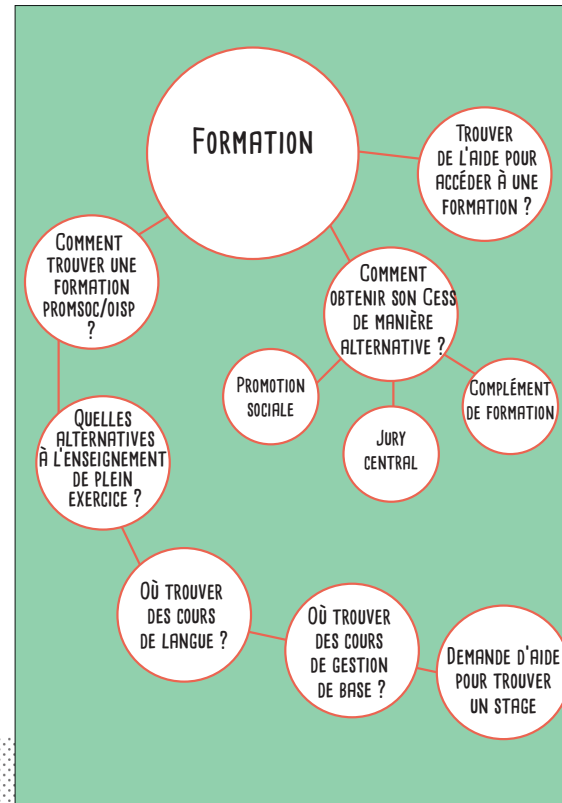 Formation
Trouver
de l'aide pour
accéder à une
formation ?
Comment
trouver une
formation
promsoc/oisp
?
Comment
obtenir son Cess
de manière
alternative ?
Promotion
sociale
Jury
central
Complément
de formation
Quelles
alternatives
à l'enseignement
de plein
exercice ?
Où trouver
des cours
de langue ?
Où trouver
des cours
de gestion
de base ?
Demande d'aide
pour trouver
un stage